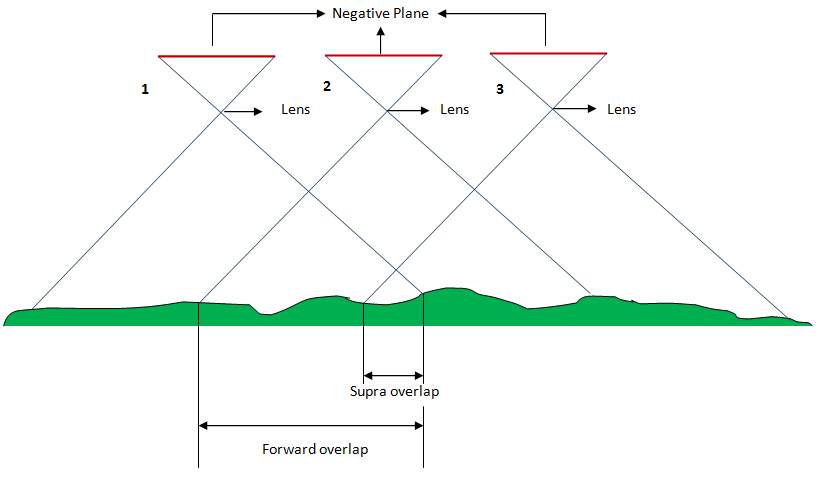 Negative Plane
1
2
3
Lens
Lens
Lens
Supra overlap
Forward overlap